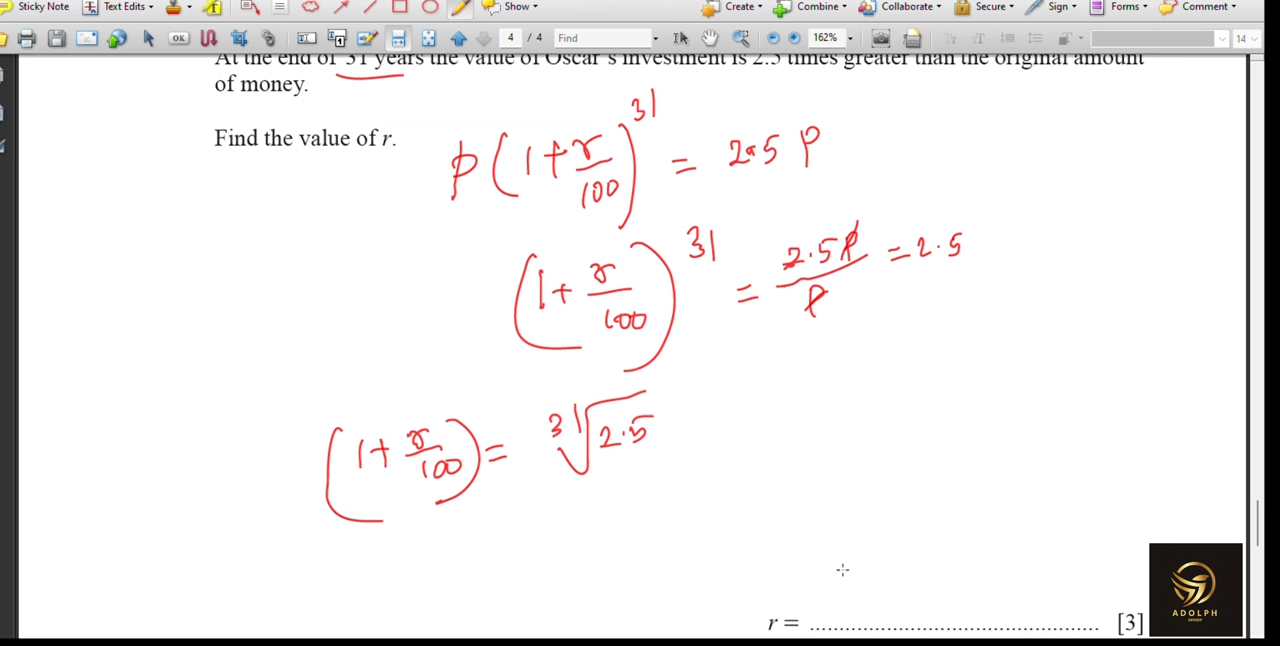 Sticky Note Text Edits Show Create Combine Collaborate Secure Sign Forms Comment
OK 4 / 4 Find 162% Tr 14
At the end of 31 years the value of Oscar's investment is 2.5 times greater than the original amount
of money.
Find the value of r.
P(1+r/100)^31 = 2.5 P
(1+r/100)^31 = 2.5P/P = 2.5
(1+r/100) = ³¹√2.5
r = ................................................ [3]
ADOLPH